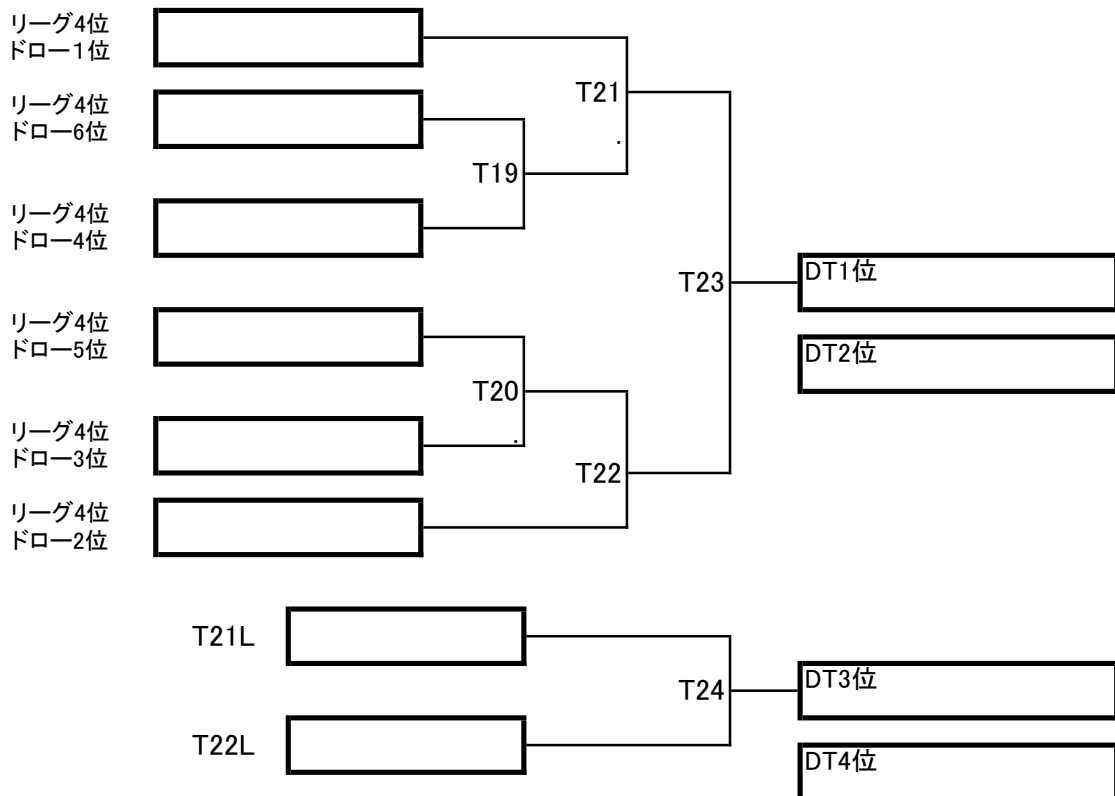 リーグ4位
ドロー1位
T21
リーグ4位
ドロー6位
T19
リーグ4位
ドロー4位
T23
DT1位
リーグ4位
ドロー5位
DT2位
T20
リーグ4位
ドロー3位
T22
リーグ4位
ドロー2位
T21L
T24
DT3位
T22L
DT4位